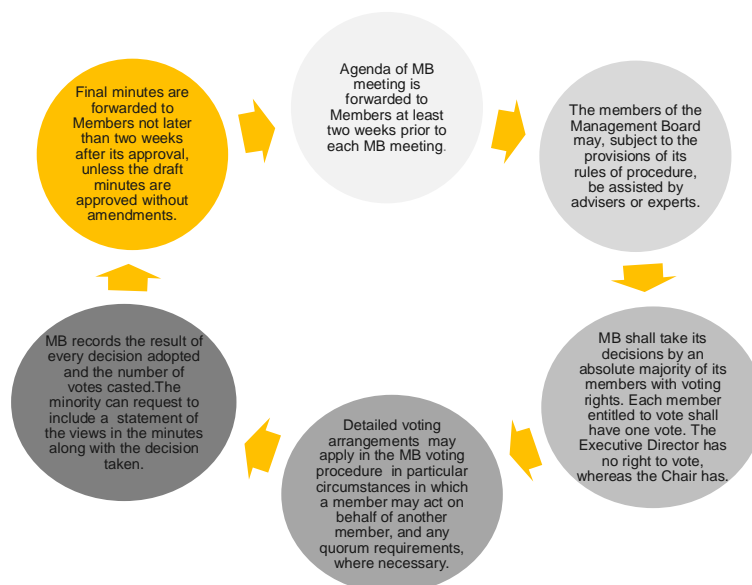 Agenda of MB
meeting is
forwarded to
Members at least
two weeks prior to
each MB meeting.
The members of the
Management Board
may, subject to the
provisions of its
rules of procedure,
be assisted by
advisers or experts.
MB shall take its
decisions by an
absolute majority of its
members with voting
rights. Each member
entitled to vote shall
have one vote. The
Executive Director has
no right to vote,
whereas the Chair has.
Detailed voting
arrangements may
apply in the MB voting
procedure in particular
circumstances in which
a member may act on
behalf of another
member, and any
quorum requirements,
where necessary.
MB records the result of
every decision adopted
and the number of
votes casted.The
minority can request to
include a statement of
the views in the minutes
along with the decision
taken.
Final minutes are
forwarded to
Members not later
than two weeks
after its approval,
unless the draft
minutes are
approved without
amendments.